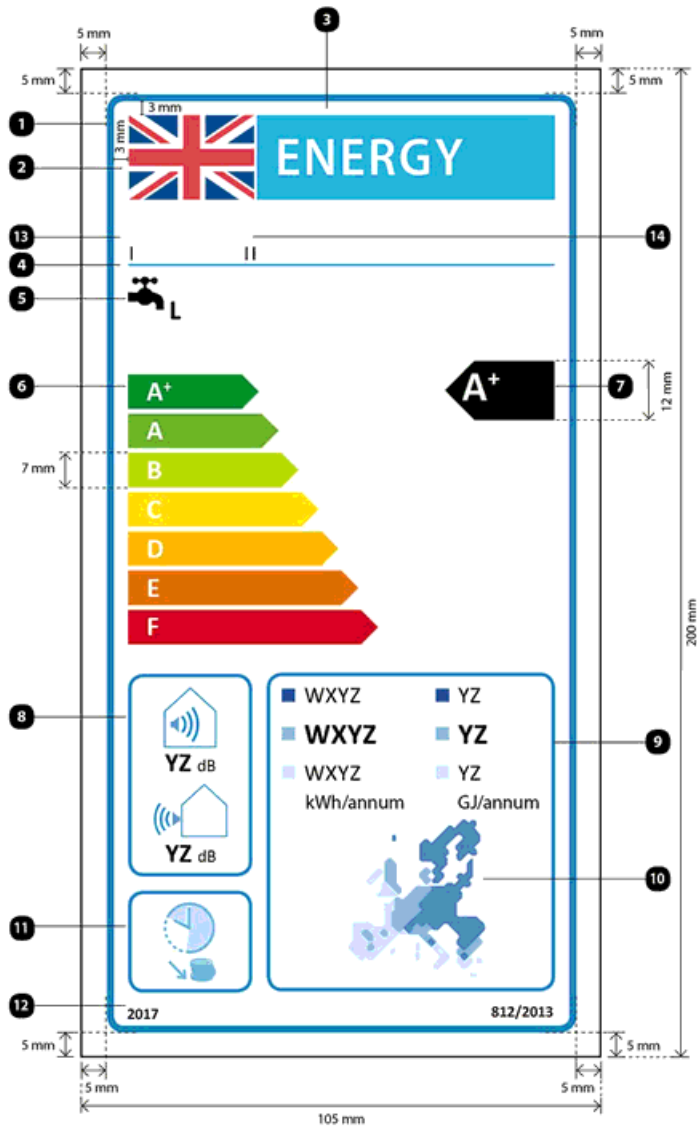 3
5 mm
5 mm
5 mm
5 mm
3 mm
1
3 mm
ENERGY
2
13
I
II
14
4
5
L
6
A+
A+
7
12 mm
A
7 mm
B
C
D
E
F
200 mm
8
YZ dB
YZ dB
WXYZ
YZ
WXYZ
YZ
WXYZ
YZ
kWh/annum
GJ/annum
9
10
11
12
2017
812/2013
5 mm
5 mm
5 mm
5 mm
105 mm